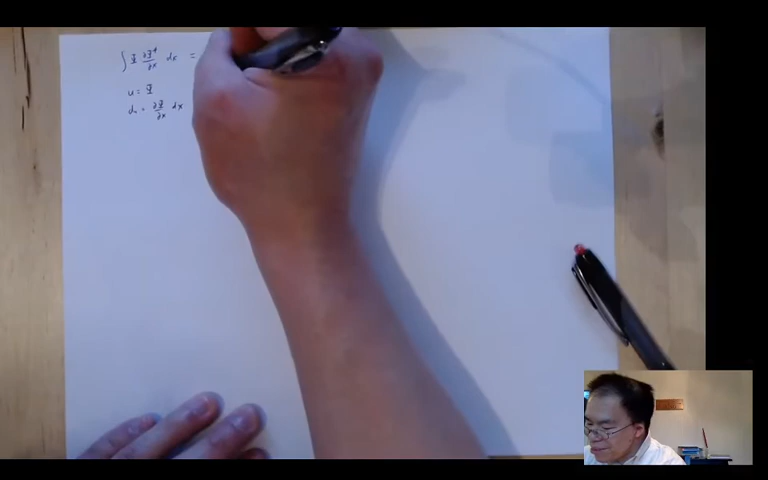 ∫ Ψ ∂Ψ*/∂x dx =
u = Ψ
du = ∂Ψ/∂x dx